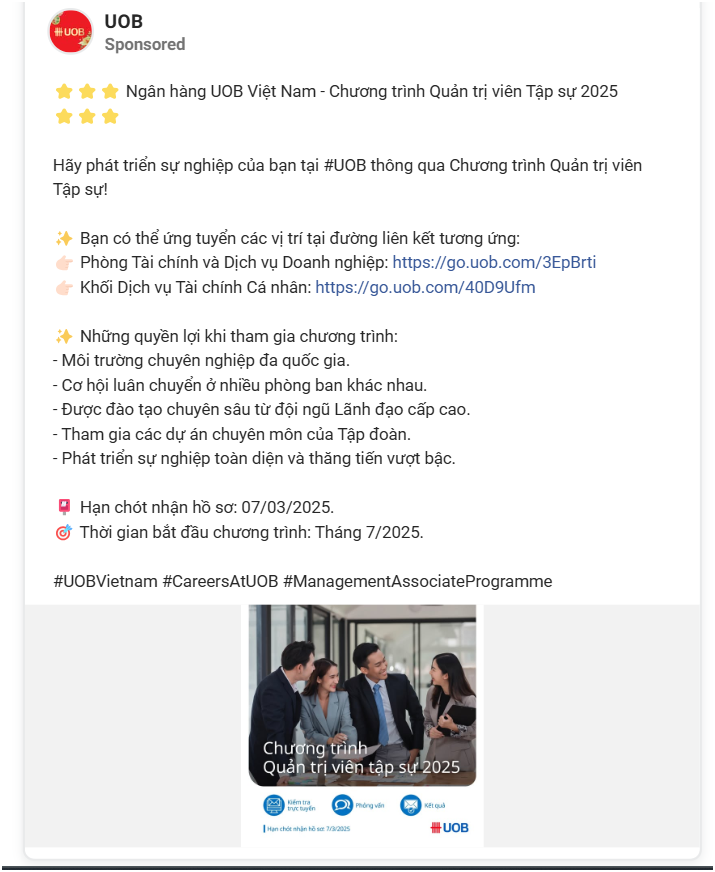 UOB
UOB
Sponsored
Ngân hàng UOB Việt Nam - Chương trình Quản trị viên Tập sự 2025
Hãy phát triển sự nghiệp của bạn tại #UOB thông qua Chương trình Quản trị viên
Tập sự!
Bạn có thể ứng tuyển các vị trí tại đường liên kết tương ứng:
Phòng Tài chính và Dịch vụ Doanh nghiệp: https://go.uob.com/3EpBrti
Khối Dịch vụ Tài chính Cá nhân: https://go.uob.com/40D9Ufm
Những quyền lợi khi tham gia chương trình:
- Môi trường chuyên nghiệp đa quốc gia.
- Cơ hội luân chuyển ở nhiều phòng ban khác nhau.
- Được đào tạo chuyên sâu từ đội ngũ Lãnh đạo cấp cao.
- Tham gia các dự án chuyên môn của Tập đoàn.
- Phát triển sự nghiệp toàn diện và thăng tiến vượt bậc.
Hạn chót nhận hồ sơ: 07/03/2025.
Thời gian bắt đầu chương trình: Tháng 7/2025.
#UOBVietnam #CareersAtUOB #ManagementAssociateProgramme
Chương trình
Quản trị viên tập sự 2025
Kiểm tra
trực tuyến
Phỏng vấn
Kết quả
Hạn chót nhận hồ sơ: 7/3/2025
UOB